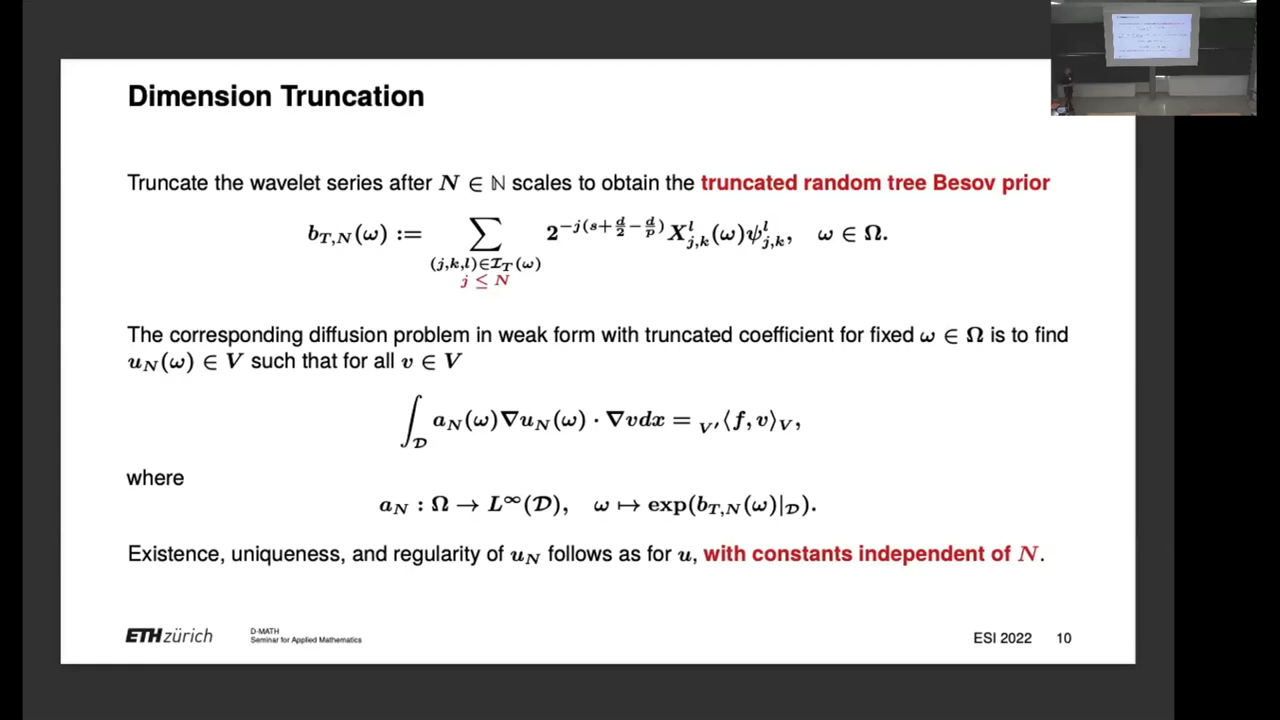 Dimension Truncation
Truncate the wavelet series after N ∈ ℕ scales to obtain the truncated random tree Besov prior
b_{T,N}(ω) := ∑_{(j,k,l)∈𝓘_T(ω), j ≤ N} 2^{-j(s+\frac{d}{2}-\frac{d}{p})} X^l_{j,k}(ω)ψ^l_{j,k}, ω ∈ Ω.
The corresponding diffusion problem in weak form with truncated coefficient for fixed ω ∈ Ω is to find
u_N(ω) ∈ V such that for all v ∈ V
∫_𝒟 a_N(ω)∇u_N(ω) · ∇v dx = _{V′}⟨f, v⟩_V,
where
a_N : Ω → L^∞(𝒟), ω ↦ exp(b_{T,N}(ω)|_𝒟).
Existence, uniqueness, and regularity of u_N follows as for u, with constants independent of N.
ETH zürich
D-MATH
Seminar for Applied Mathematics
ESI 2022 10